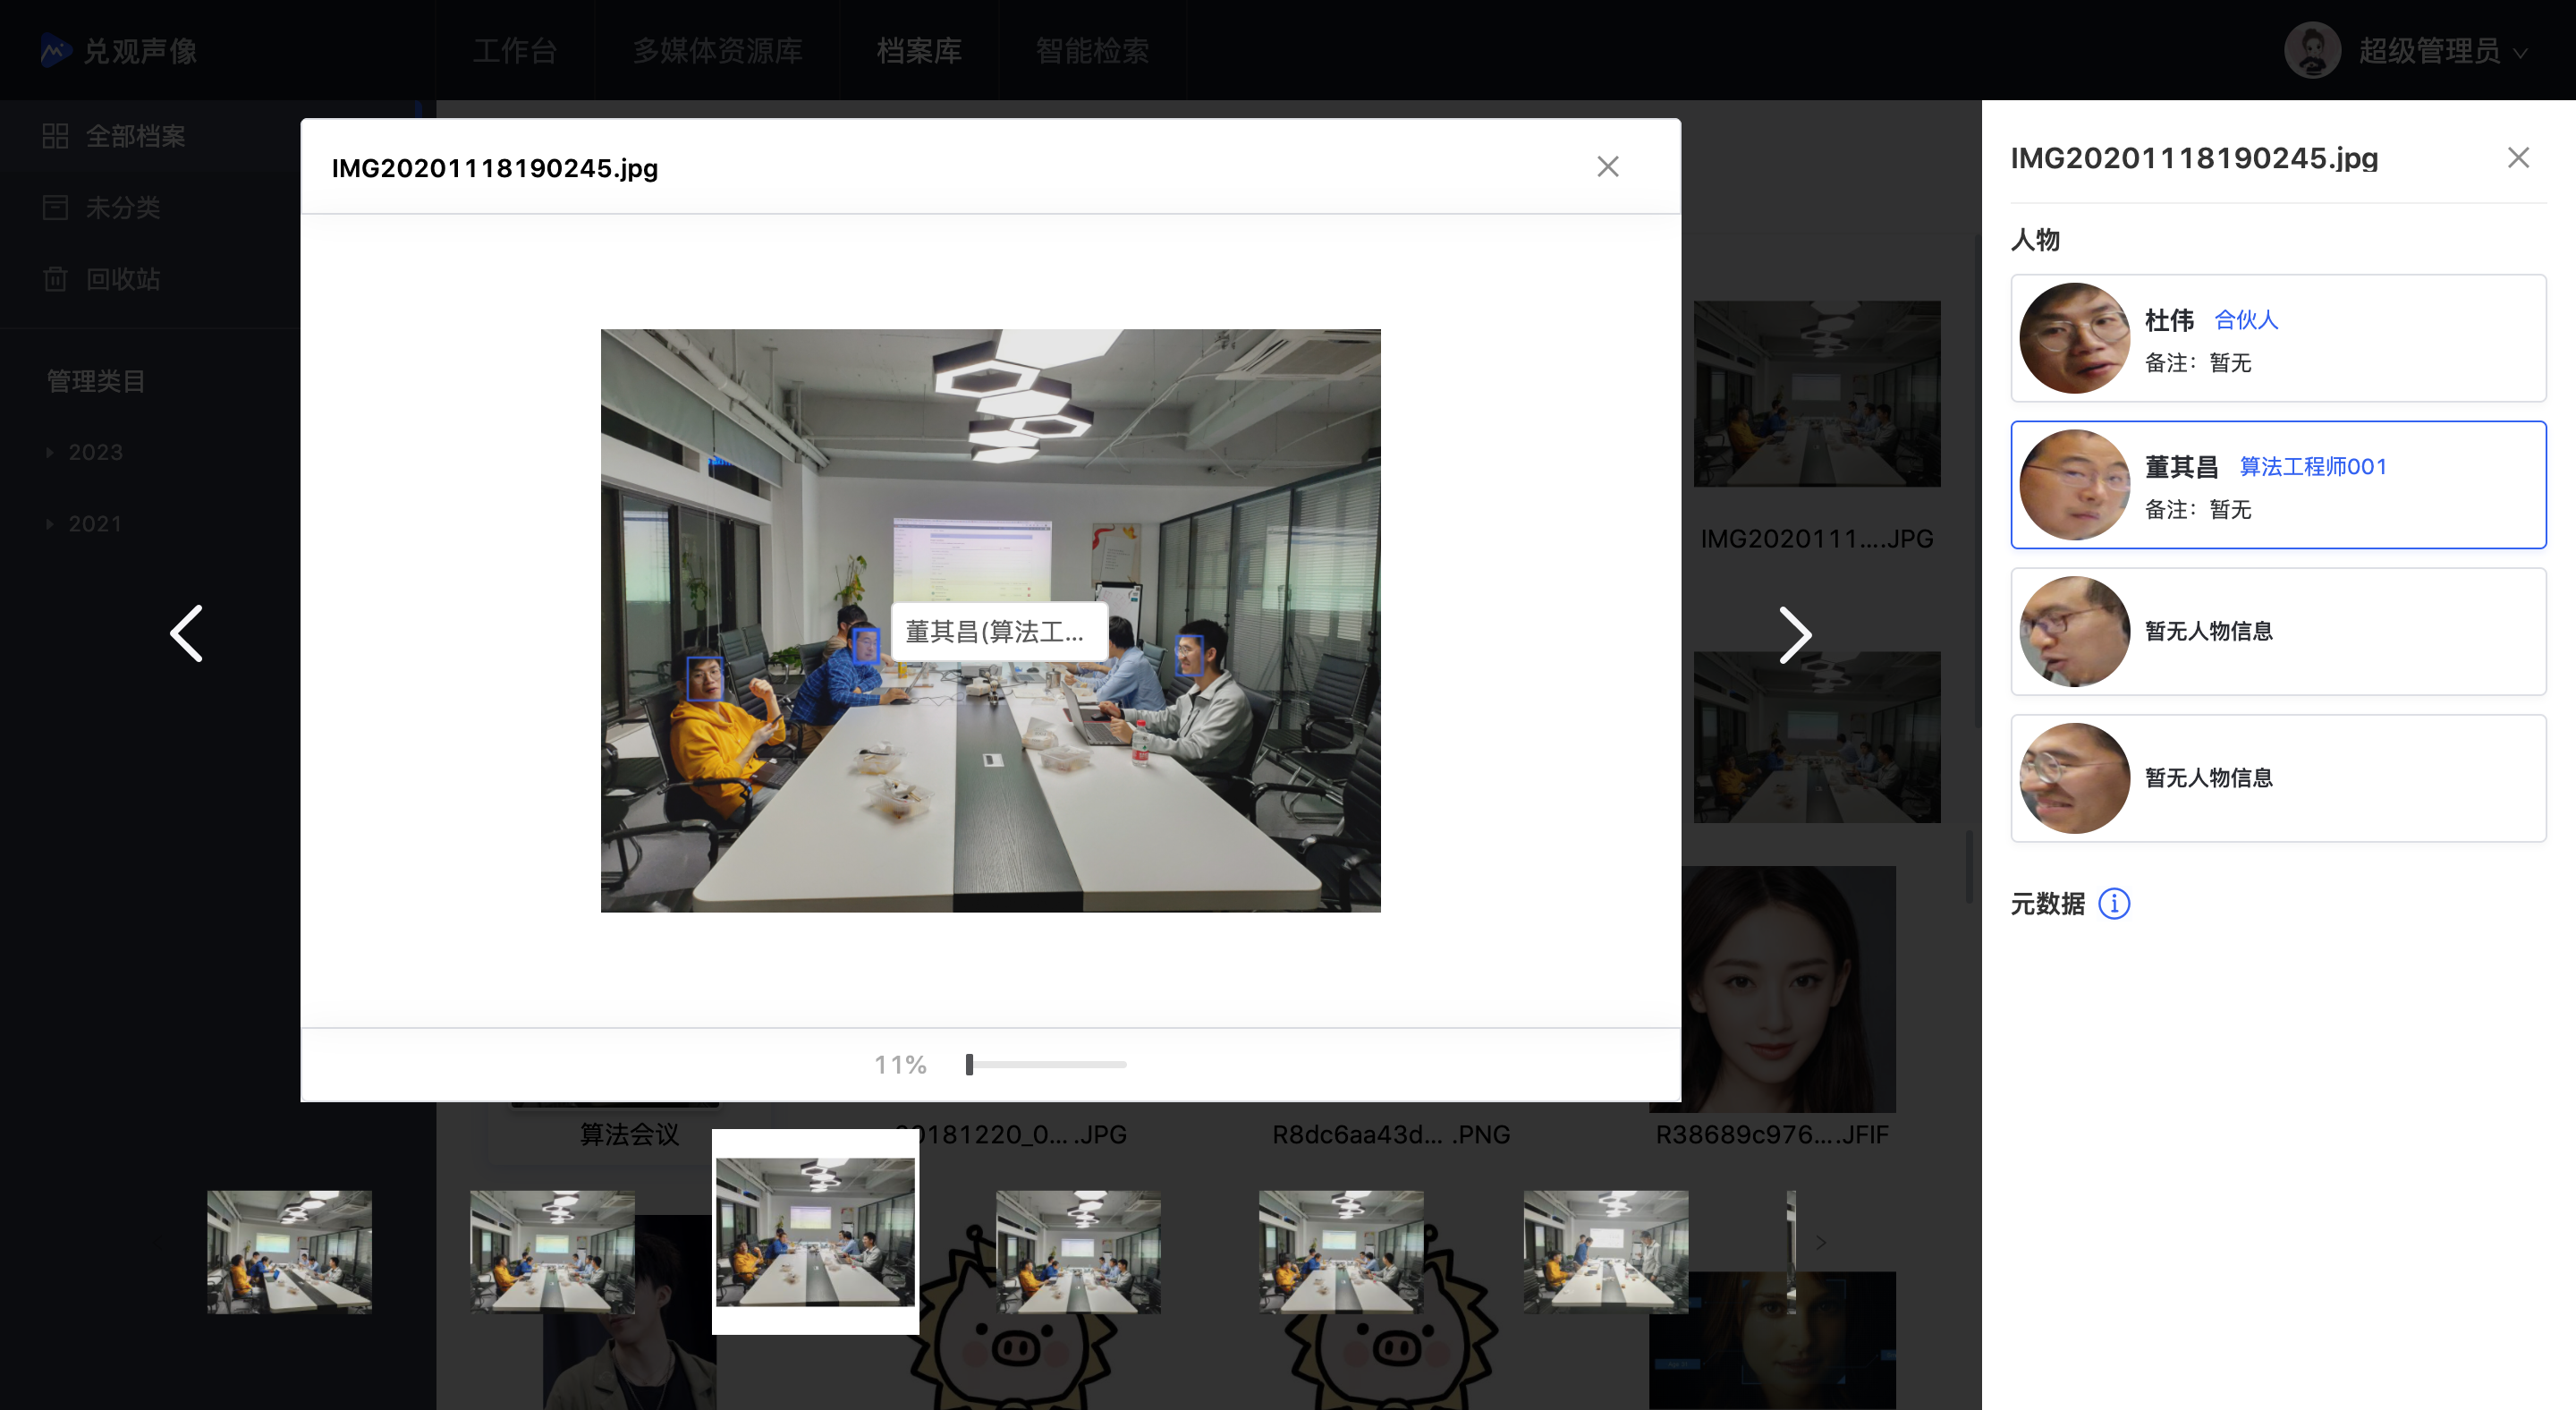 兑观声像
工作台
多媒体资源库
档案库
智能检索
超级管理员
全部档案
未分类
回收站
管理类目
2023
2021
IMG20201118190245.jpg
董其昌(算法工...
11%
IMG2020111....JPG
算法会议
0181220_0... .JPG
R8dc6aa43d... .PNG
R38689c976....JFIF
IMG20201118190245.jpg
人物
杜伟 合伙人
备注：暂无
董其昌 算法工程师001
备注：暂无
暂无人物信息
暂无人物信息
元数据